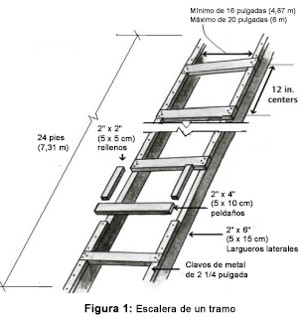 Mínimo de 16 pulgadas (4,87 m)
Máximo de 20 pulgadas (6 m)
12 in.
centers
24 pies
(7,31 m)
2" x 2"
(5 x 5 cm)
rellenos
2" x 4"
(5 x 10 cm)
peldaños
2" x 6"
(5 x 15 cm)
Largueros laterales
Clavos de metal
de 2 1/4 pulgada
Figura 1: Escalera de un tramo